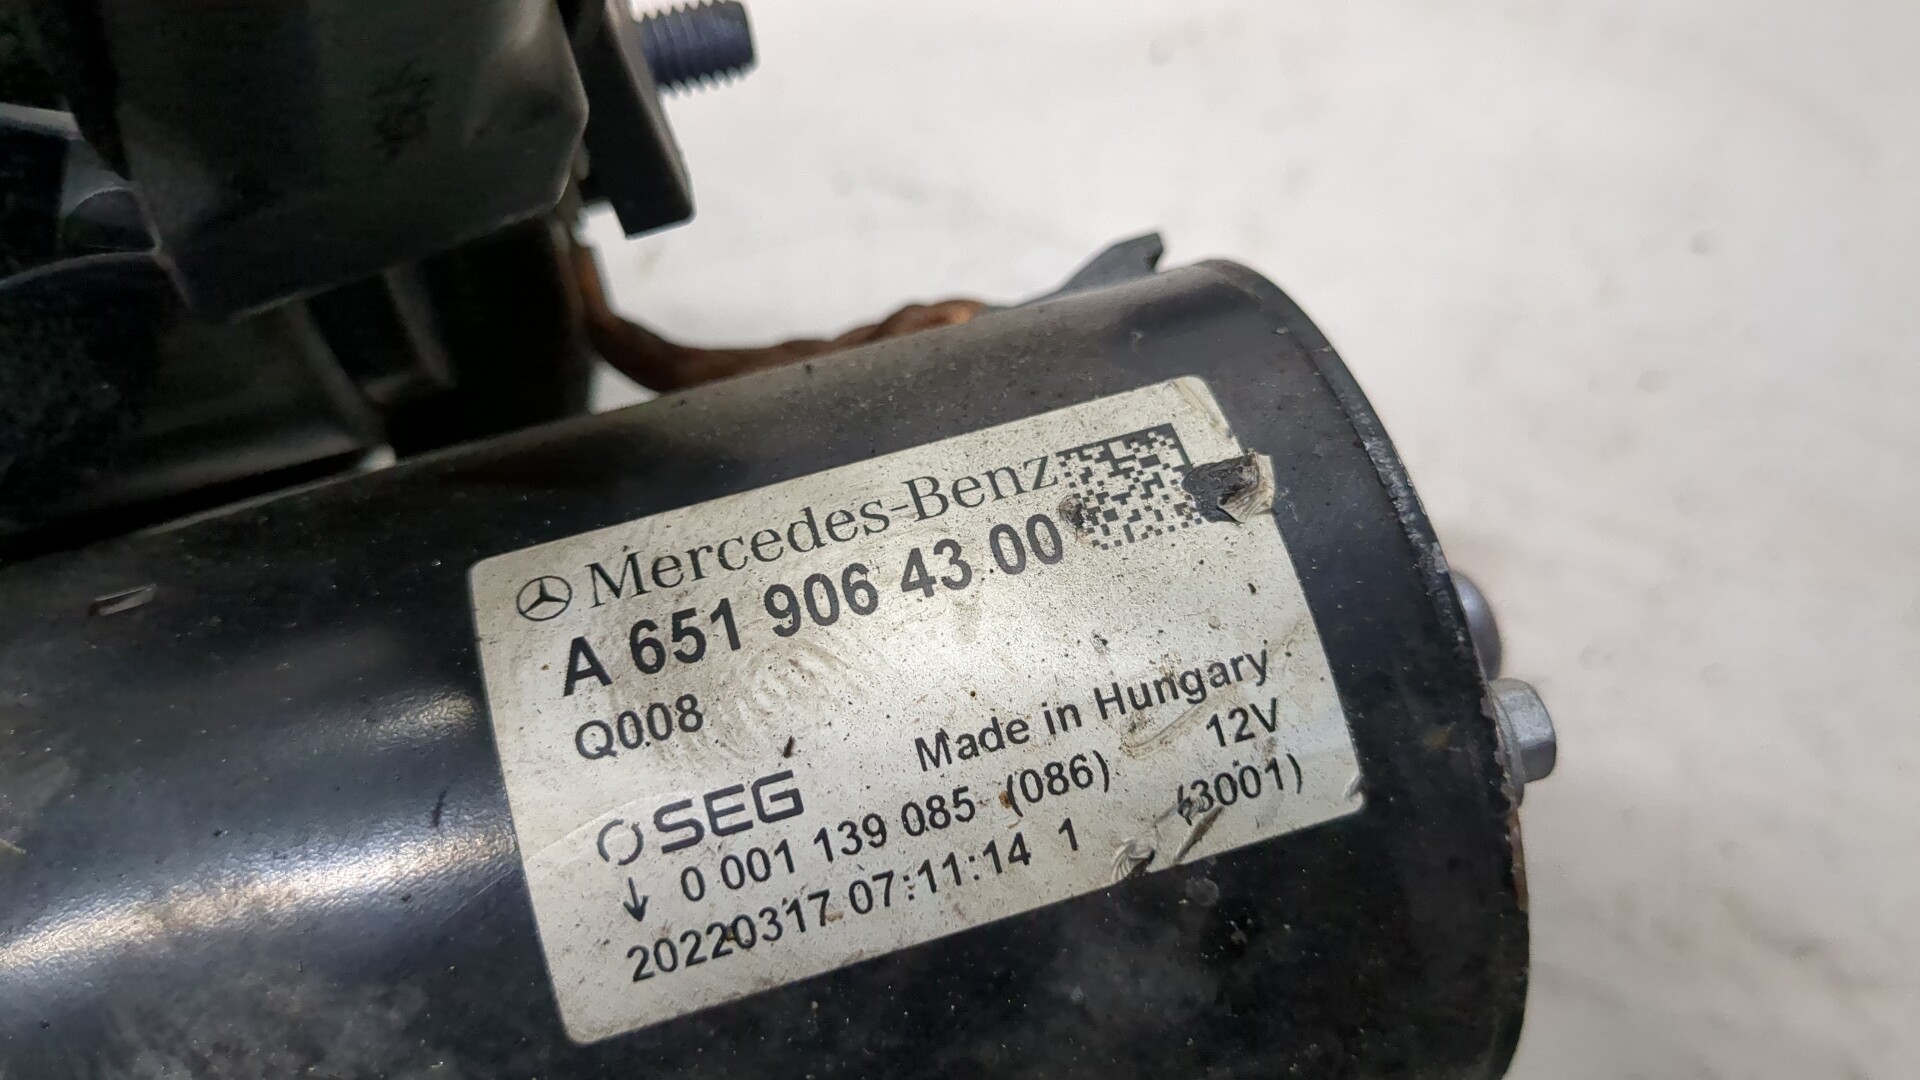 Mercedes-Benz
A 651 906 43 00
Q008
Made in Hungary
SEG
12V
0 001 139 085 (086)
(3001)
20220317 07:11:14 1